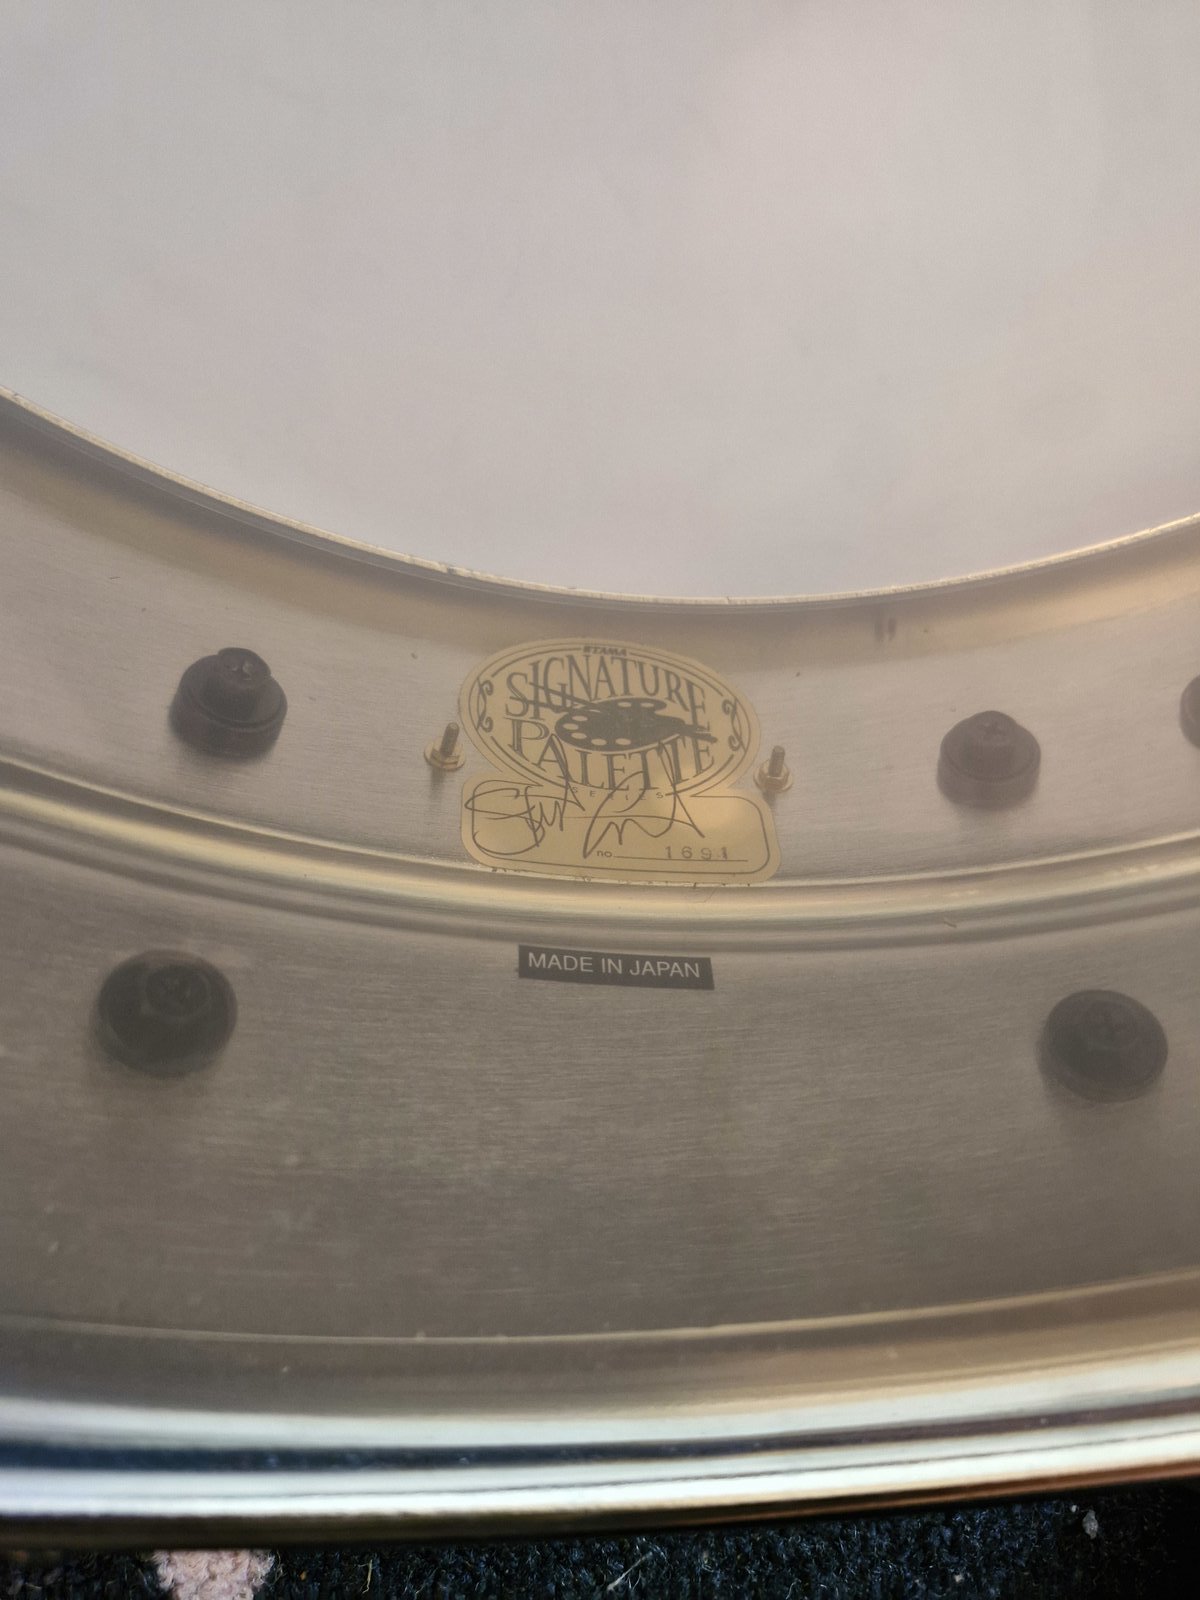 TAMA
SIGNATURE
PALETTE
SERIES
no. 1691
MADE IN JAPAN